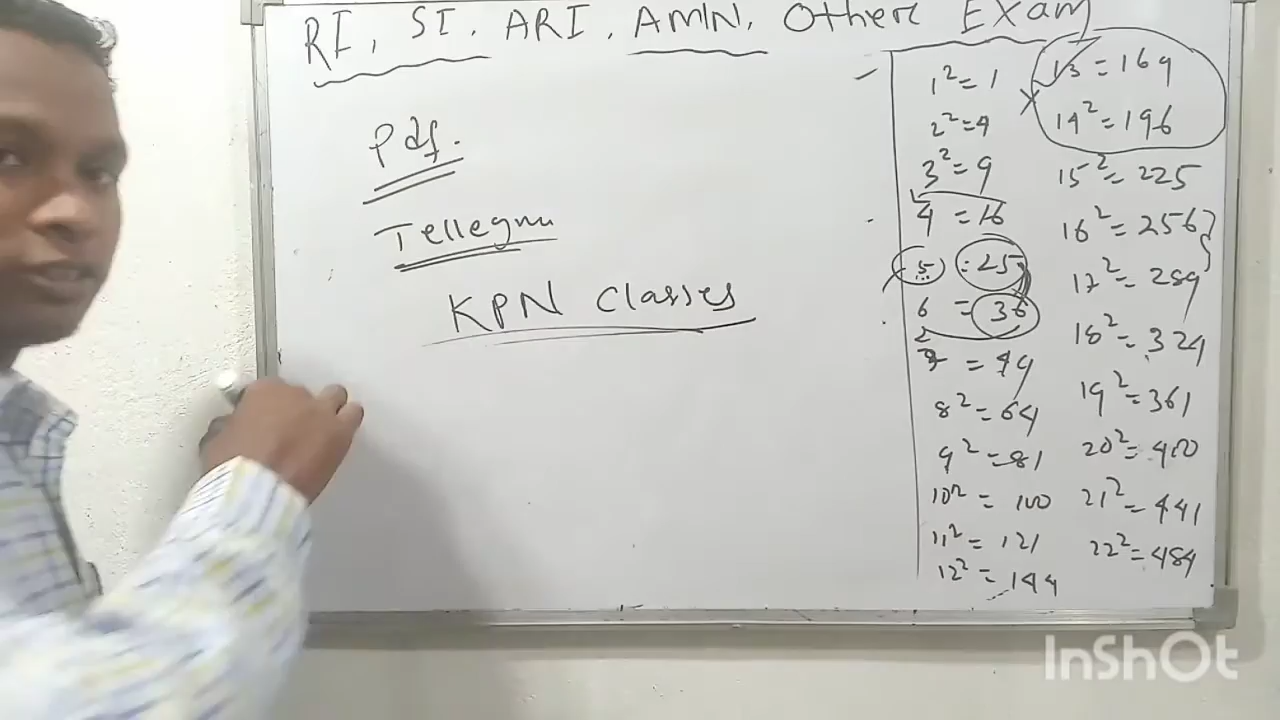 RI, SI, ARI, AMIN, Other Exam
Pdf.
Tellegmu
KPN Classes
1² = 1
2² = 4
3² = 9
4 = 16
5 = 25
6 = 36
7 = 49
8² = 64
9² = 81
10² = 100
11² = 121
12² = 144
13 = 169
14² = 196
15² = 225
16² = 256
17² = 289
18² = 324
19² = 361
20² = 400
21² = 441
22² = 484
InShOt